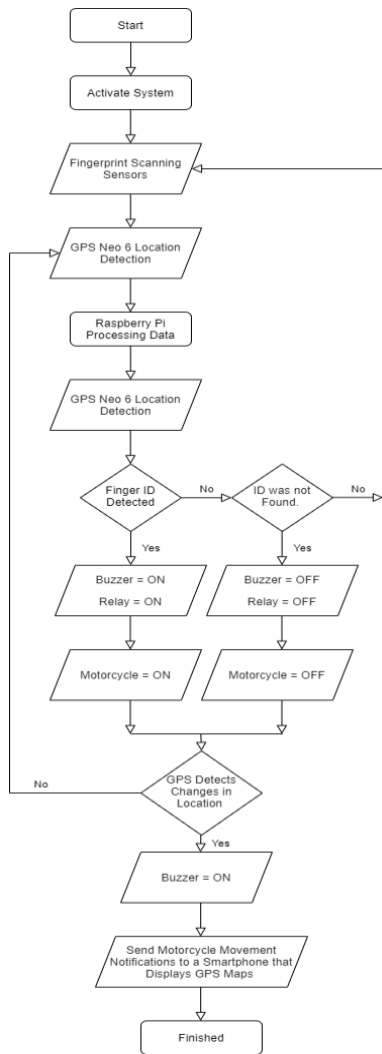 Start
Activate System
Fingerprint Scanning
Sensors
GPS Neo 6 Location
Detection
Raspberry Pi
Processing Data
GPS Neo 6 Location
Detection
Finger ID
Detected
No
ID was not
Found.
No
Yes
Yes
Buzzer = ON
Relay = ON
Buzzer = OFF
Relay = OFF
Motorcycle = ON
Motorcycle = OFF
GPS Detects
Changes in
Location
No
Yes
Buzzer = ON
Send Motorcycle Movement
Notifications to a Smartphone that
Displays GPS Maps
Finished